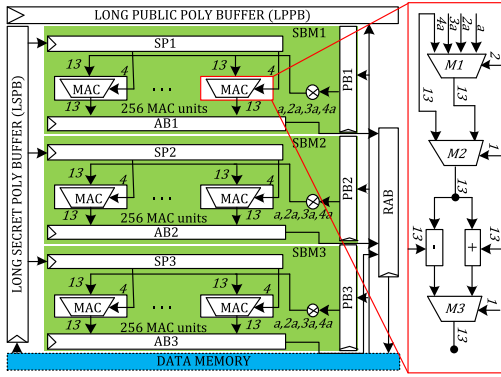 LONG PUBLIC POLY BUFFER (LPPB)
LONG SECRET POLY BUFFER (LSPB)
SBM1
SP1
13 4 13 4
MAC ... MAC
13 256 MAC units 13 a,2a,3a,4a
AB1
PB1
SBM2
SP2
13 4 13 4
MAC ... MAC
13 256 MAC units 13 a,2a,3a,4a
AB2
PB2
SBM3
SP3
13 4 13 4
MAC ... MAC
13 256 MAC units 13 a,2a,3a,4a
AB3
PB3
RAB
DATA MEMORY
4a 3a 2a a
M1 2
13 13
M2 1
13
13 - + 13
M3 1
13